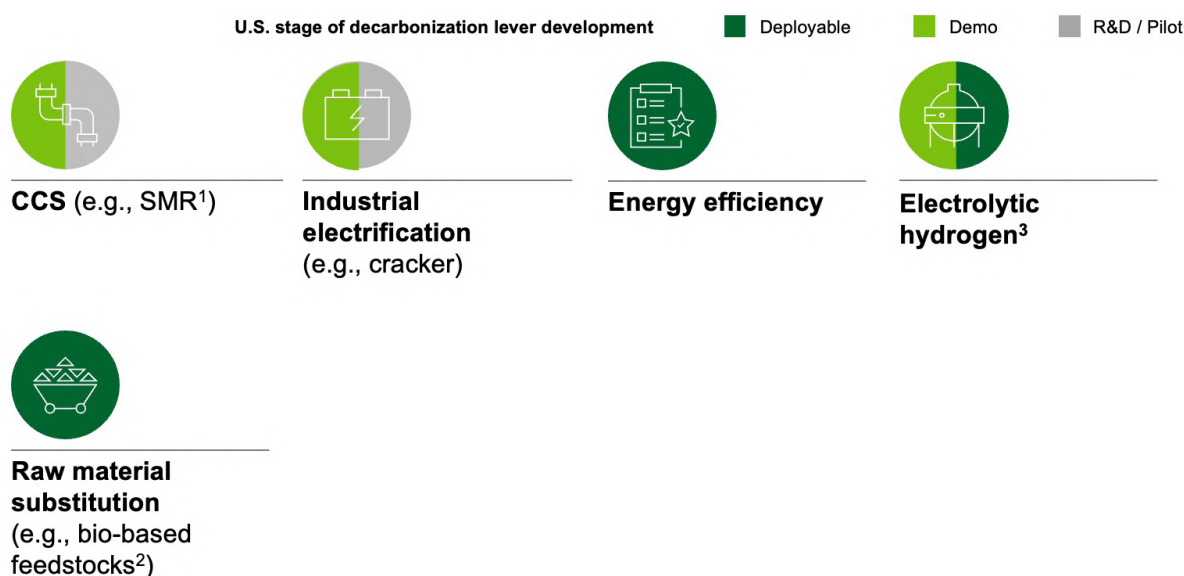 U.S. stage of decarbonization lever development
Deployable
Demo
R&D / Pilot
CCS (e.g., SMR¹)
Industrial
electrification
(e.g., cracker)
Energy efficiency
Electrolytic
hydrogen³
Raw material
substitution
(e.g., bio-based
feedstocks²)